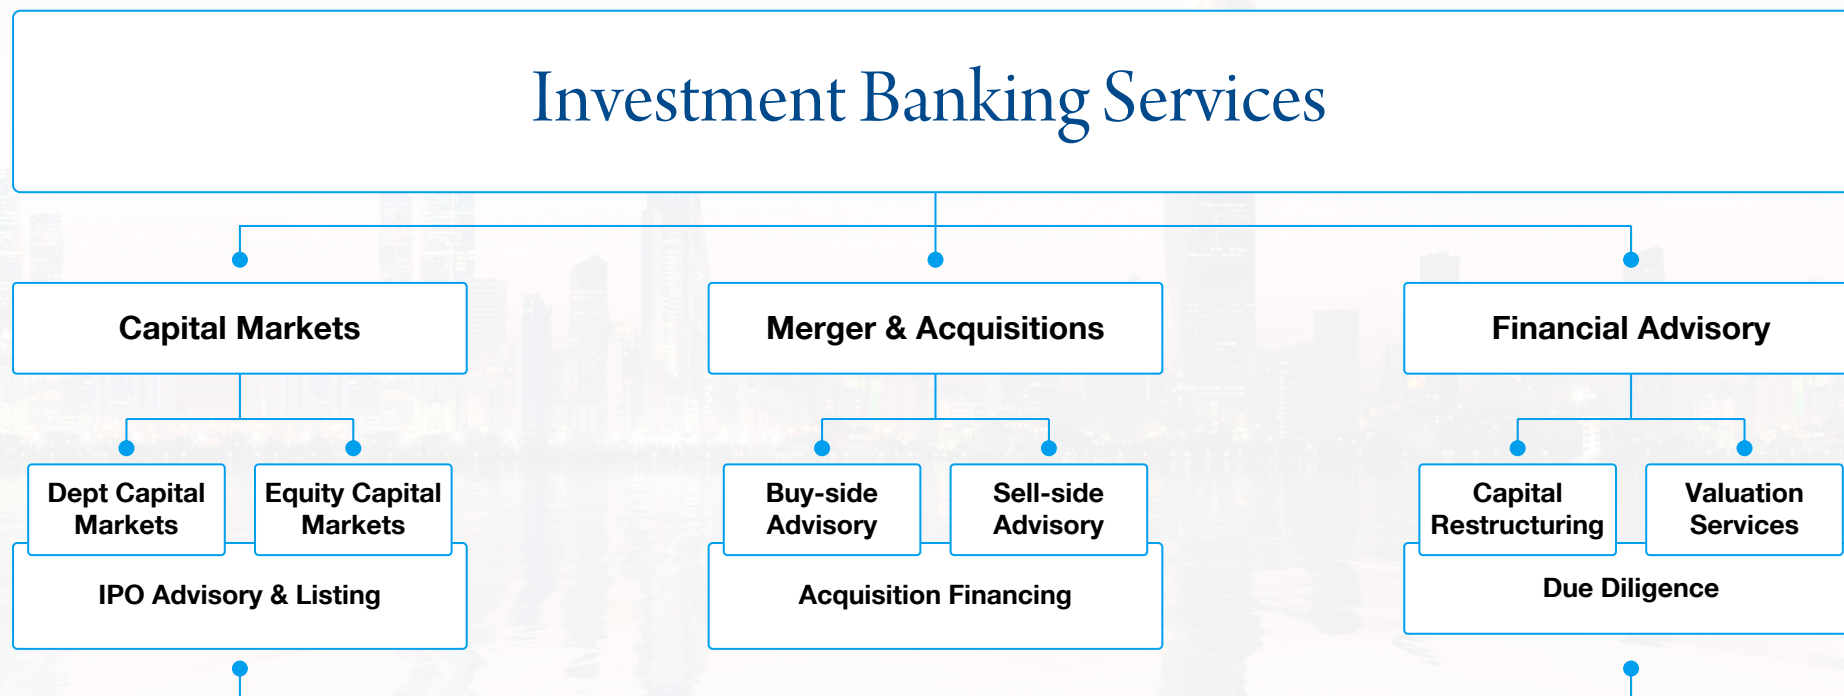 Investment Banking Services
Capital Markets
Merger & Acquisitions
Financial Advisory
Dept Capital
Markets
Equity Capital
Markets
Buy-side
Advisory
Sell-side
Advisory
Capital
Restructuring
Valuation
Services
IPO Advisory & Listing
Acquisition Financing
Due Diligence